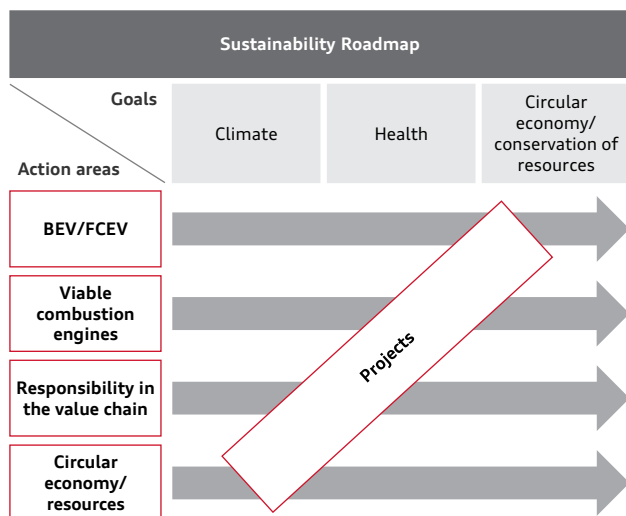 Sustainability Roadmap
Goals
Action areas
Climate
Health
Circular
economy/
conservation of
resources
BEV/FCEV
Viable
combustion
engines
Responsibility in
the value chain
Circular
economy/
resources
Projects